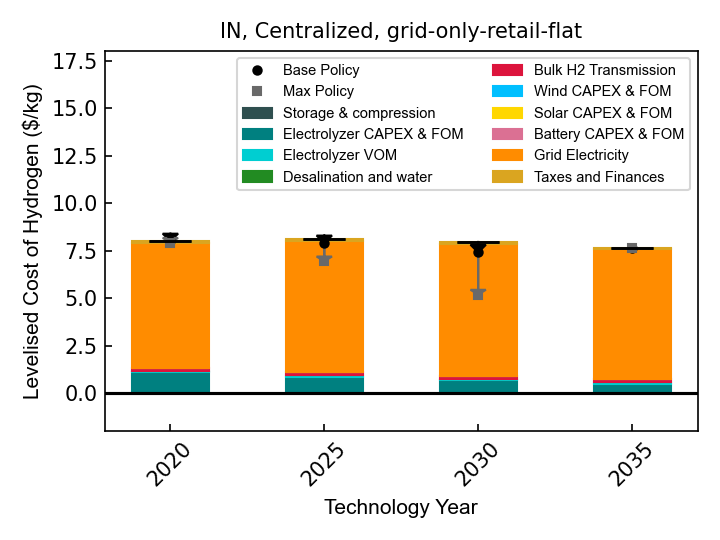 IN, Centralized, grid-only-retail-flat
Levelised Cost of Hydrogen ($/kg)
17.5
15.0
12.5
10.0
7.5
5.0
2.5
0.0
Base Policy
Max Policy
Storage & compression
Electrolyzer CAPEX & FOM
Electrolyzer VOM
Desalination and water
Bulk H2 Transmission
Wind CAPEX & FOM
Solar CAPEX & FOM
Battery CAPEX & FOM
Grid Electricity
Taxes and Finances
2020
2025
2030
2035
Technology Year